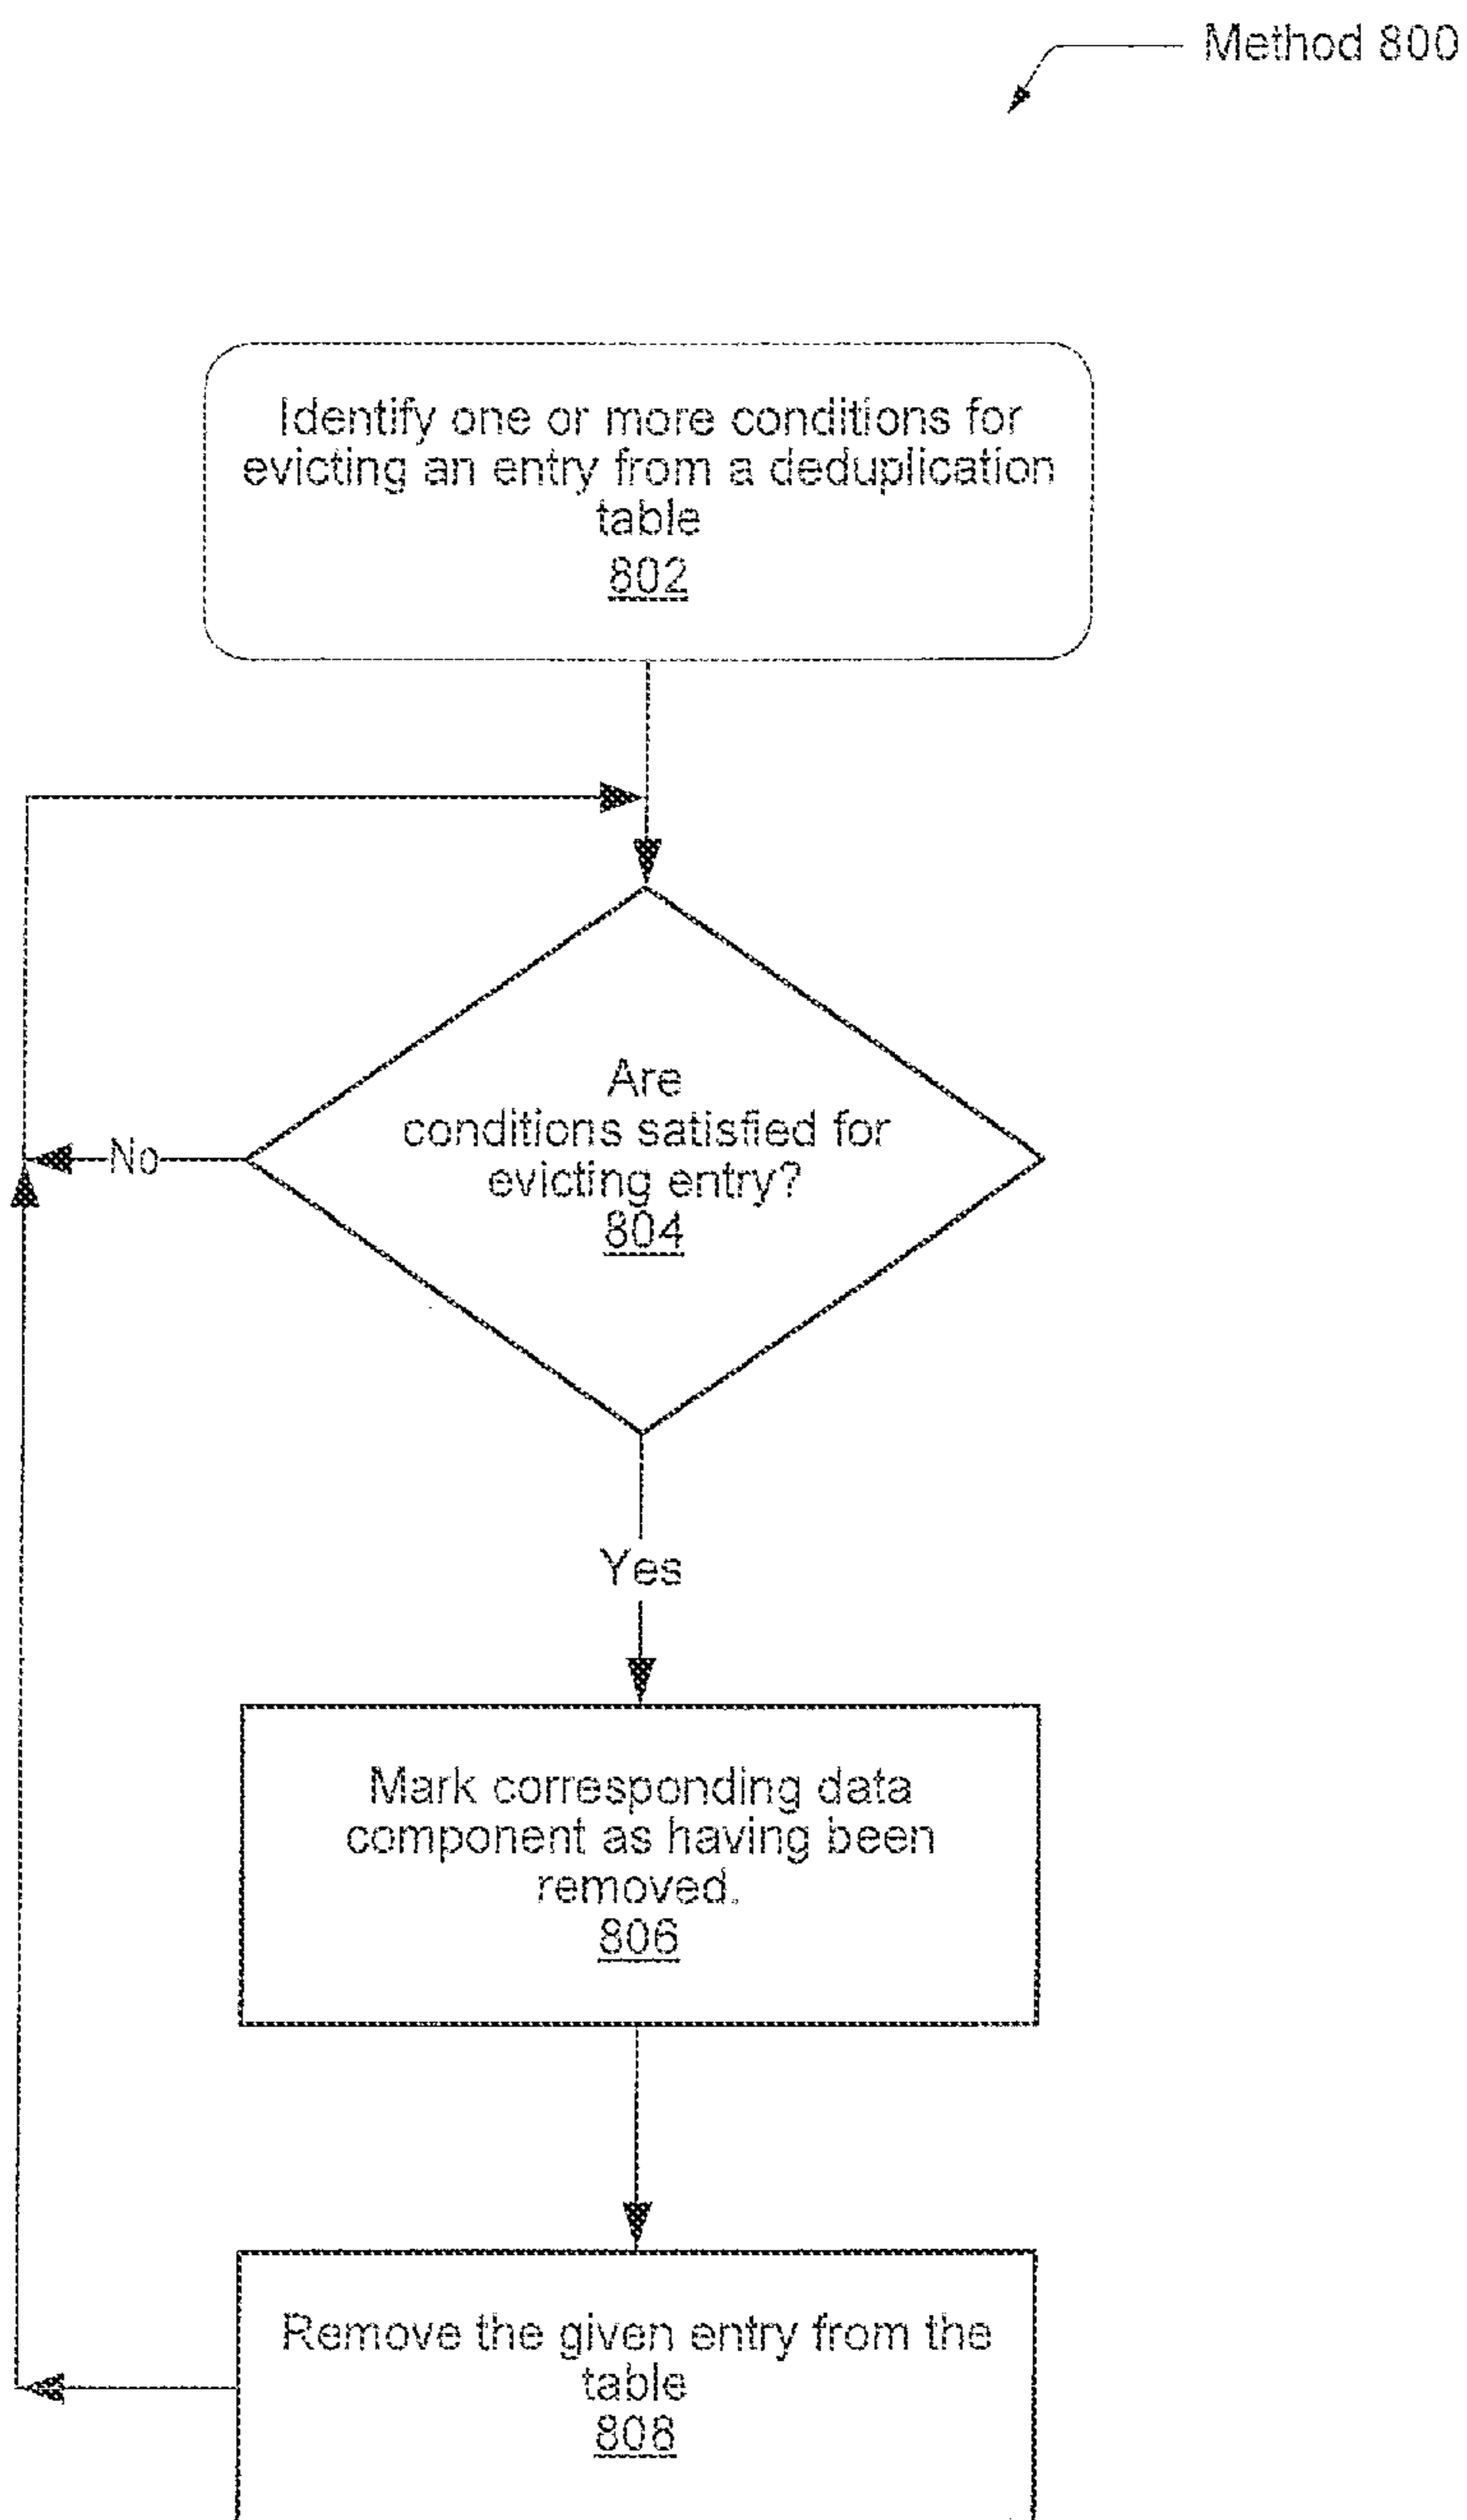 Method 800
Identify one or more conditions for
evicting an entry from a deduplication
table
802
Are
conditions satisfied for
evicting entry?
804
No
Yes
Mark corresponding data
component as having been
removed.
806
Remove the given entry from the
table
808